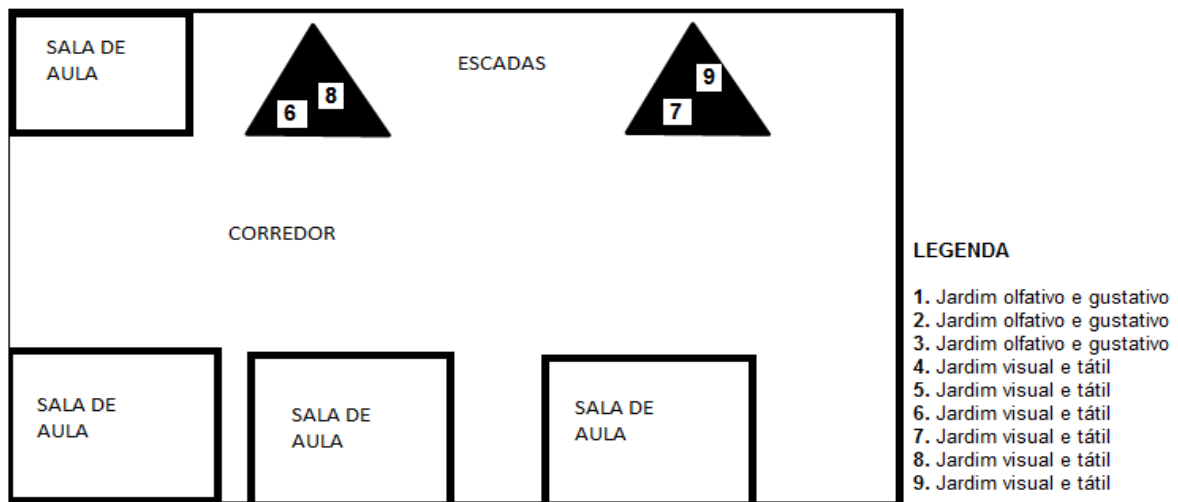 SALA DE
AULA
6
8
ESCADAS
9
7
CORREDOR
SALA DE
AULA
SALA DE
AULA
SALA DE
AULA
LEGENDA
1. Jardim olfativo e gustativo
2. Jardim olfativo e gustativo
3. Jardim olfativo e gustativo
4. Jardim visual e tátil
5. Jardim visual e tátil
6. Jardim visual e tátil
7. Jardim visual e tátil
8. Jardim visual e tátil
9. Jardim visual e tátil